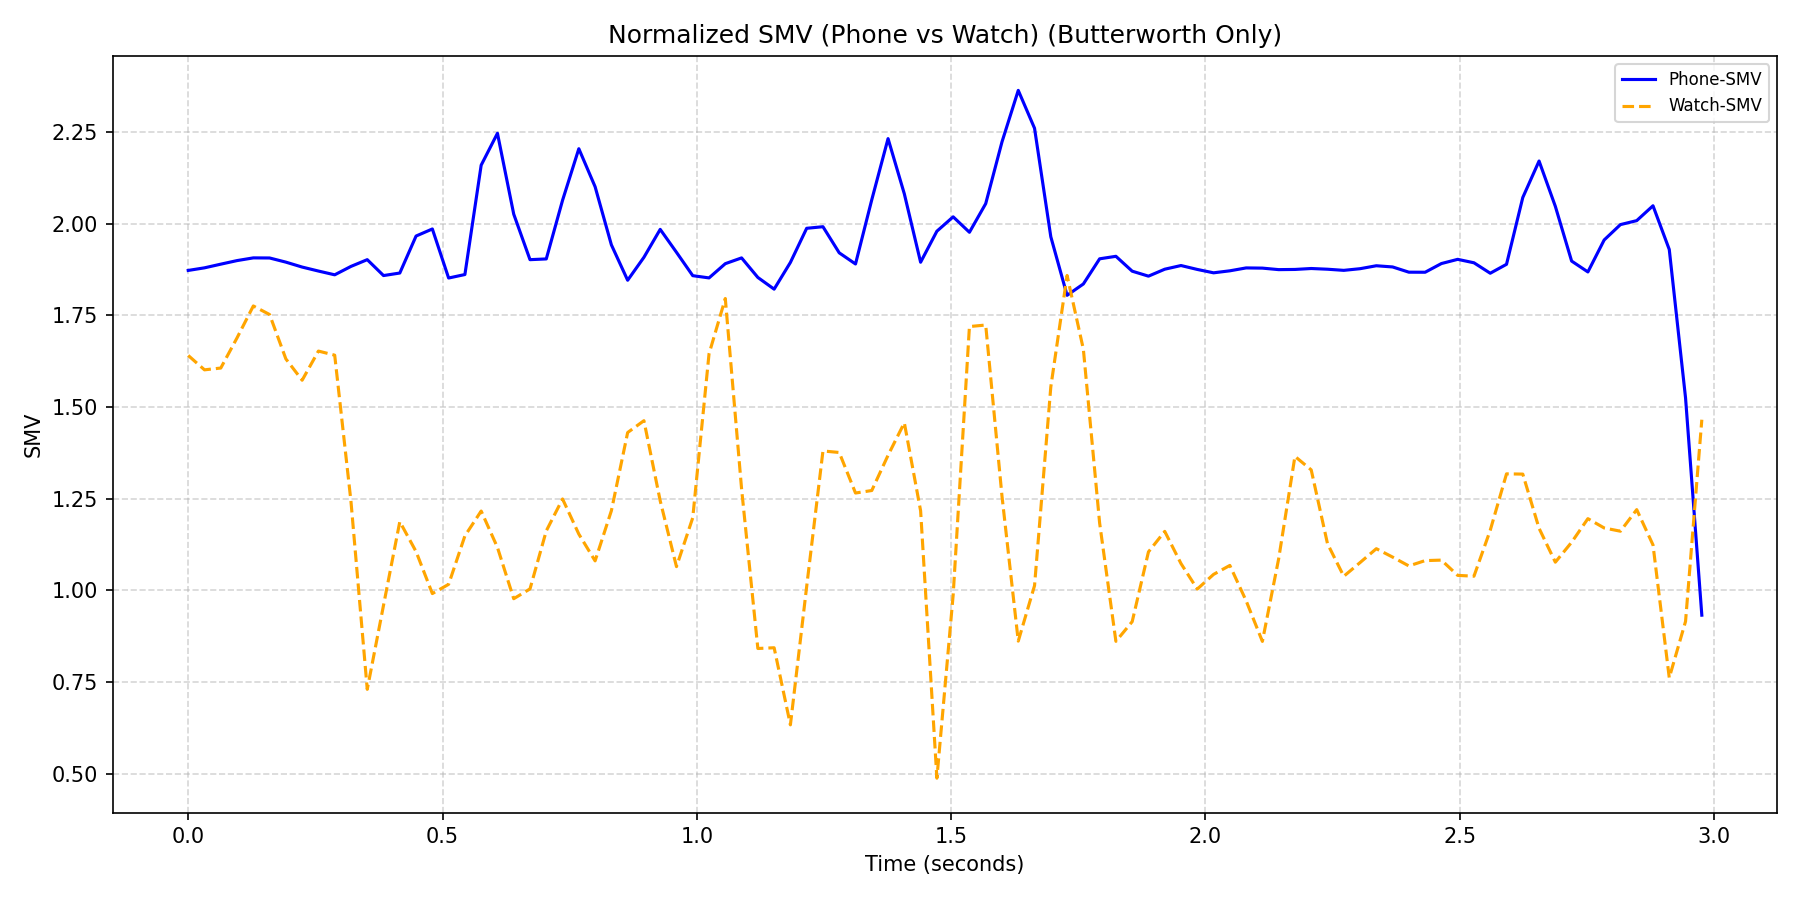 Normalized SMV (Phone vs Watch) (Butterworth Only)
Phone-SMV
Watch-SMV
SMV
2.25
2.00
1.75
1.50
1.25
1.00
0.75
0.50
0.0 0.5 1.0 1.5 2.0 2.5 3.0
Time (seconds)